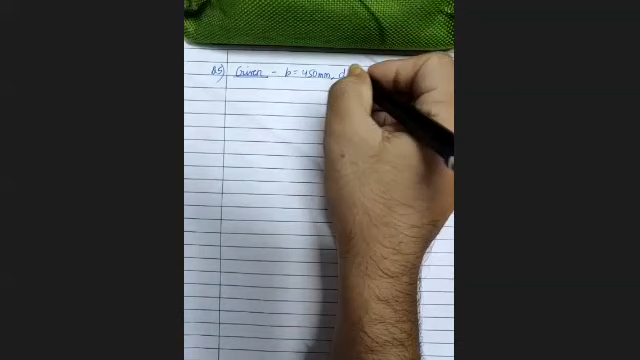 Q5) Given - b = 450mm, d